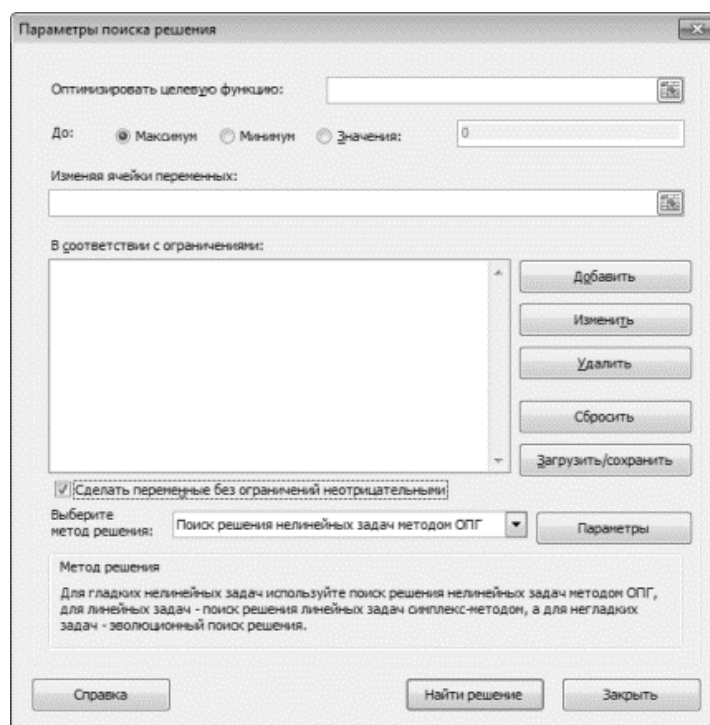 Параметры поиска решения
Оптимизировать целевую функцию:
До: Максимум Минимум Значения: 0
Изменяя ячейки переменных:
В соответствии с ограничениями:
Добавить
Изменить
Удалить
Сбросить
Загрузить/сохранить
Сделать переменные без ограничений неотрицательными
Выберите
метод решения:
Поиск решения нелинейных задач методом ОПГ
Параметры
Метод решения
Для гладких нелинейных задач используйте поиск решения нелинейных задач методом ОПГ,
для линейных задач - поиск решения линейных задач симплекс-методом, а для негладких
задач - эволюционный поиск решения.
Справка
Найти решение
Закрыть